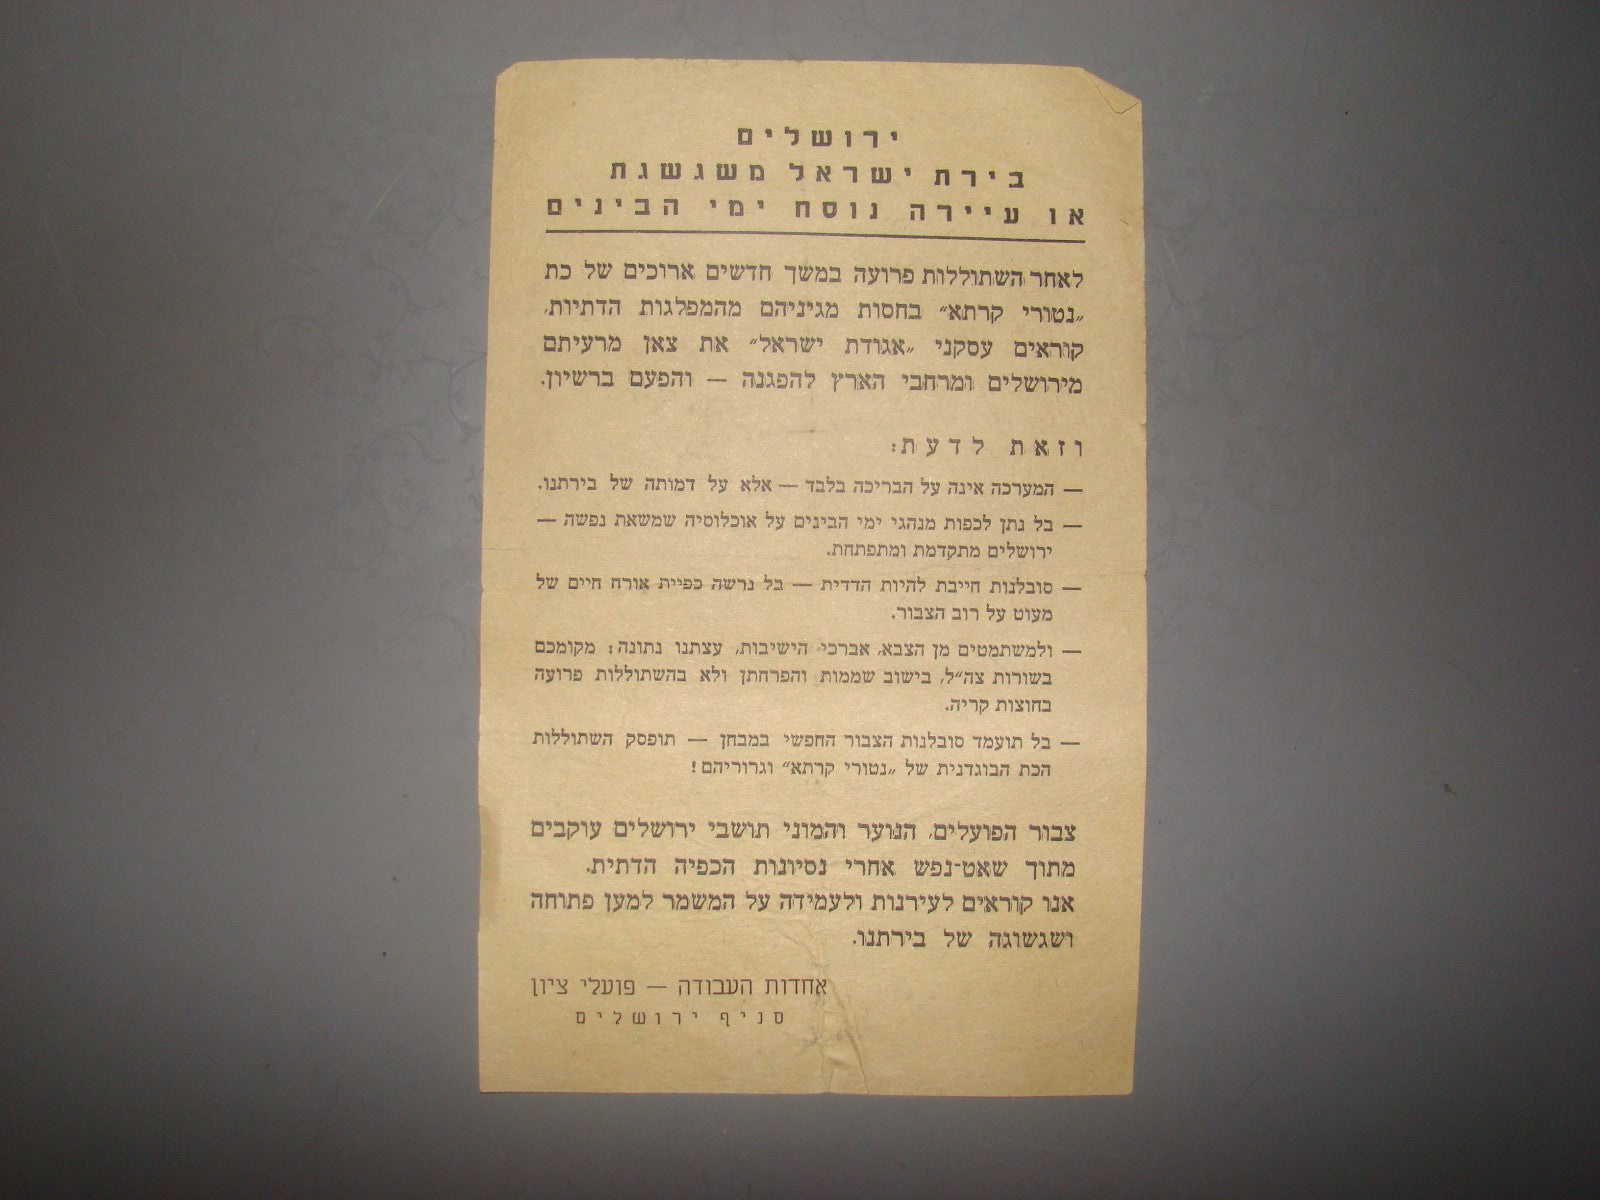 ירושלים
בירת ישראל משגשגת
או עיירה נוסח ימי הבינים
לאחר השתוללות פרועה במשך חדשים ארוכים של כת
„נטורי קרתא" בחסות מגיניהם מהמפלגות הדתיות,
קוראים עסקני „אגודת ישראל" את צאן מרעיתם
מירושלים ומרחבי הארץ להפגנה — והפעם ברשיון.
וזאת לדעת:
— המערכה אינה על הבריכה בלבד — אלא על דמותה של בירתנו.
— בל נתן לכפות מנהגי ימי הבינים על אוכלוסיה שמשאת נפשה —
ירושלים מתקדמת ומתפתחת.
— סובלנות חייבת להיות הדדית — בל נרשה כפיית אורח חיים של
מעוט על רוב הצבור.
— ולמשתמטים מן הצבא, אברכי הישיבות, עצתנו נתונה: מקומכם
בשורות צה"ל, בישוב שממות והפרחתן ולא בהשתוללות פרועה
בחוצות קריה.
— בל תועמד סובלנות הצבור החפשי במבחן — תופסק השתוללות
הכת הבוגדנית של „נטורי קרתא" וגרוריהם!
צבור הפועלים, הנוער והמוני תושבי ירושלים עוקבים
מתוך שאט-נפש אחרי נסיונות הכפיה הדתית.
אנו קוראים לעירנות ולעמידה על המשמר למען פתוחה
ושגשוגה של בירתנו.
אחדות העבודה — פועלי ציון
סניף ירושלים